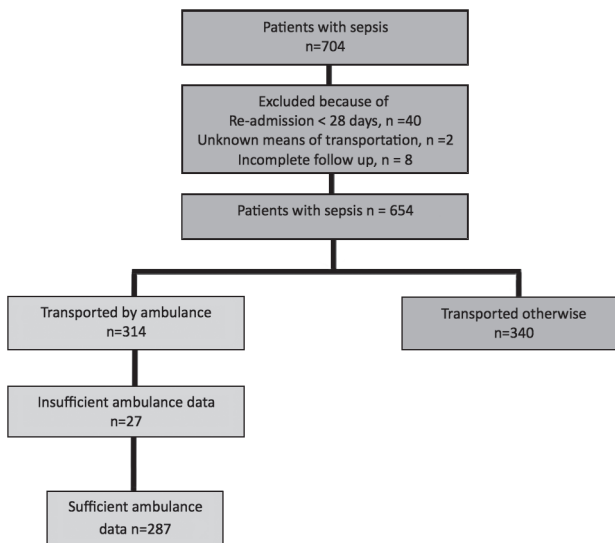 Patients with sepsis
n=704
Excluded because of
Re-admission < 28 days, n =40
Unknown means of transportation, n =2
Incomplete follow up, n = 8
Patients with sepsis n = 654
Transported by ambulance
n=314
Transported otherwise
n=340
Insufficient ambulance data
n=27
Sufficient ambulance
data n=287